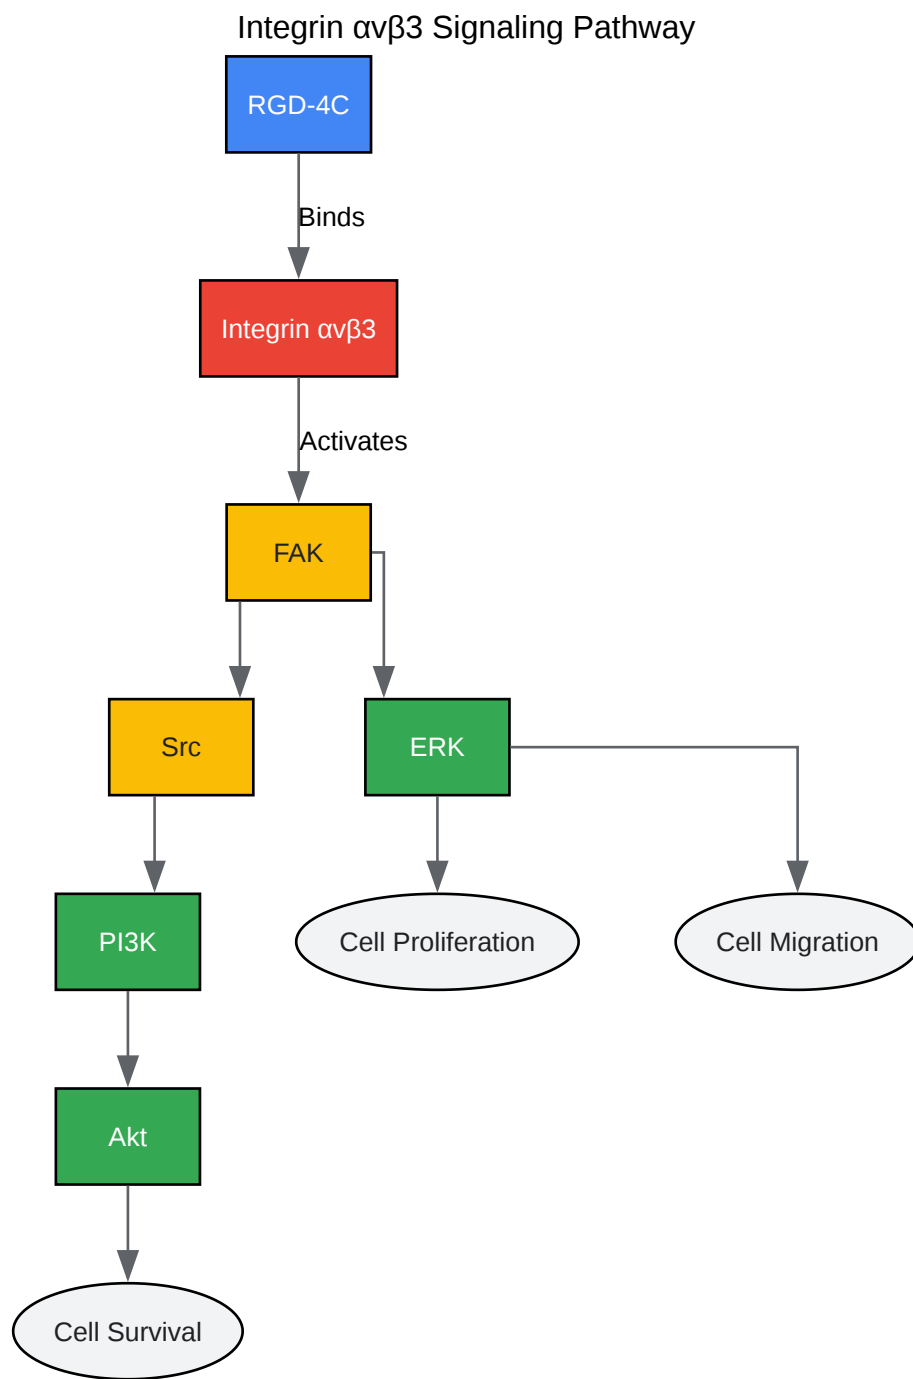 Integrin αvβ3 Signaling Pathway
RGD-4C
Binds
Integrin αvβ3
Activates
FAK
Src
ERK
PI3K
Cell Proliferation
Cell Migration
Akt
Cell Survival